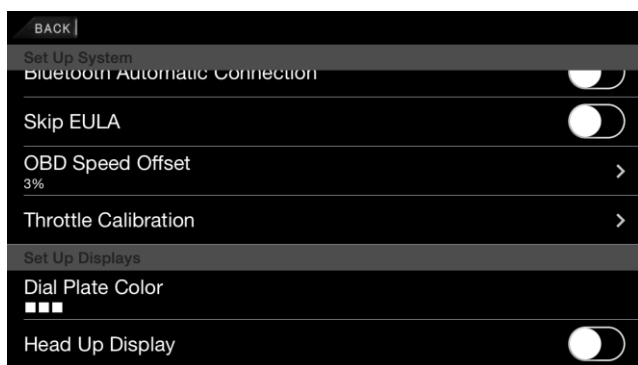 BACK
Set Up System
Bluetooth Automatic Connection
Skip EULA
OBD Speed Offset
3%
Throttle Calibration
Set Up Displays
Dial Plate Color
Head Up Display